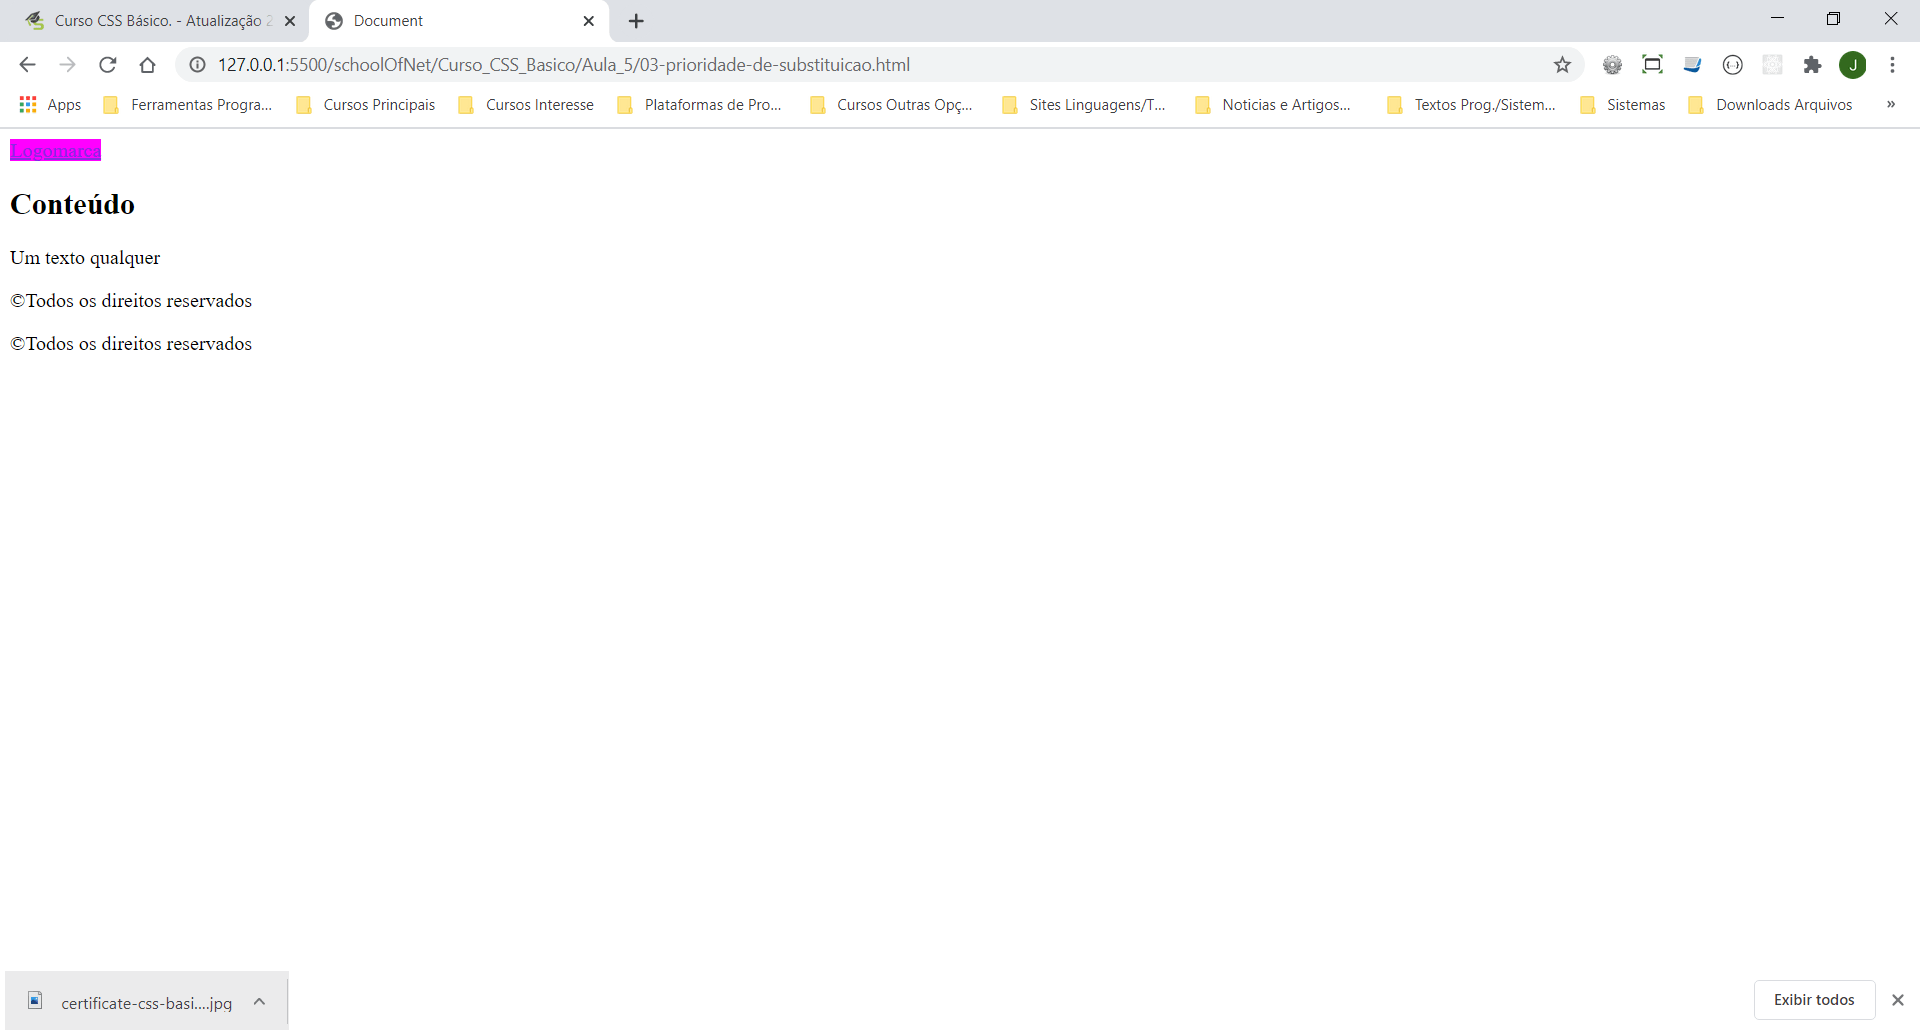 Curso CSS Básico. - Atualização 2
Document
127.0.0.1:5500/schoolOfNet/Curso_CSS_Basico/Aula_5/03-prioridade-de-substituicao.html
J
Apps
Ferramentas Progra...
Cursos Principais
Cursos Interesse
Plataformas de Pro...
Cursos Outras Opç...
Sites Linguagens/T...
Noticias e Artigos...
Textos Prog./Sistem...
Sistemas
Downloads Arquivos
»
Logomarca
Conteúdo
Um texto qualquer
©Todos os direitos reservados
©Todos os direitos reservados
certificate-css-basi....jpg
Exibir todos